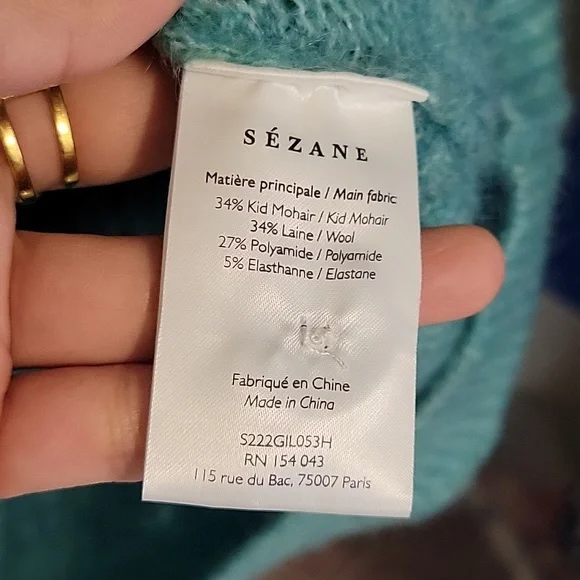 SÉZANE
Matière principale / Main fabric
34% Kid Mohair / Kid Mohair
34% Laine / Wool
27% Polyamide / Polyamide
5% Elasthanne / Elastane
Fabriqué en Chine
Made in China
S222GIL053H
RN 154 043
115 rue du Bac, 75007 Paris